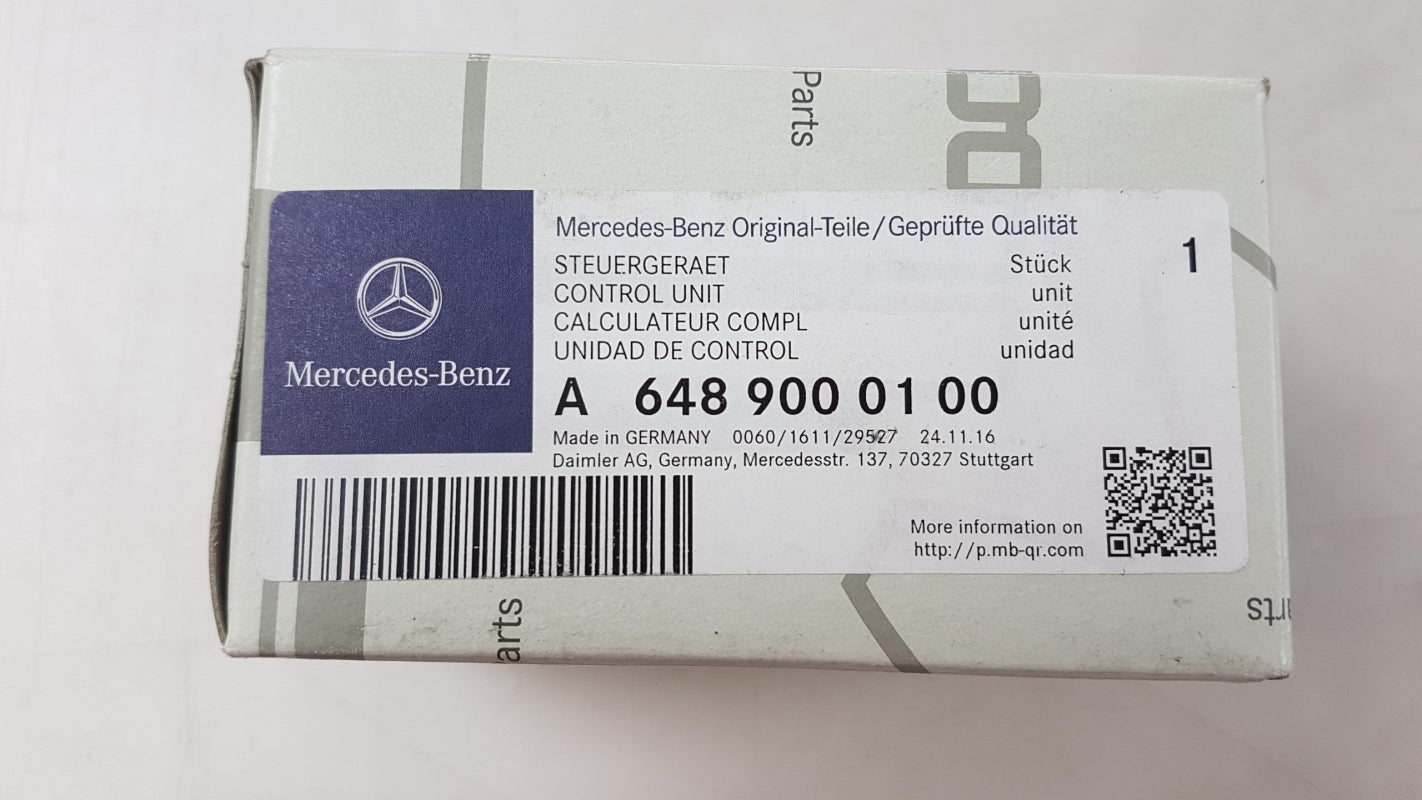 Parts
Mercedes-Benz
Mercedes-Benz Original-Teile/Geprüfte Qualität
STEUERGERAET Stück 1
CONTROL UNIT unit
CALCULATEUR COMPL unité
UNIDAD DE CONTROL unidad
A 648 900 01 00
Made in GERMANY 0060/1611/29527 24.11.16
Daimler AG, Germany, Mercedesstr. 137, 70327 Stuttgart
More information on
http://p.mb-qr.com
arts
arts